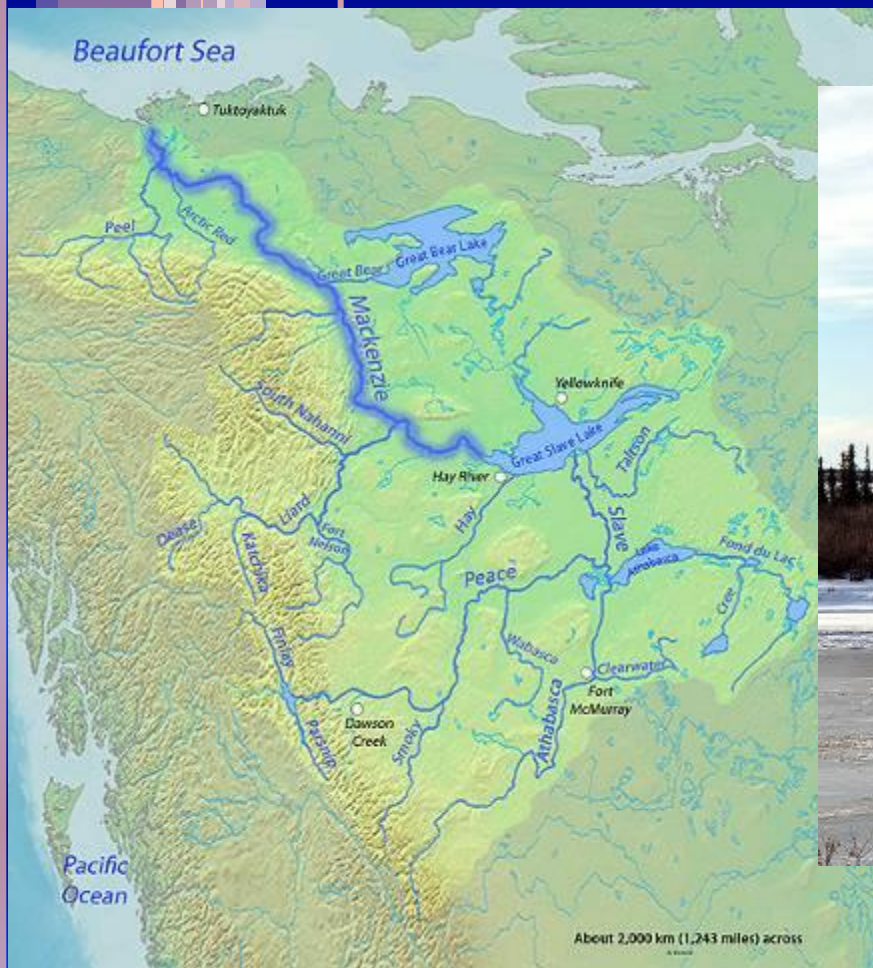 Beaufort Sea
Tuktoyaktuk
Peel
Arctic Red
Great Bear
Great Bear Lake
Mackenzie
Yellowknife
South Nahanni
Great Slave Lake
Taltson
Hay River
Liard
Hay
Slave
Dease
Fort
Nelson
Lake
Athabasca
Fond du Lac
Katchika
Peace
Cree
Finlay
Wabasca
Clearwater
Fort
McMurray
Athabasca
Dawson
Creek
Smoky
Parsnip
Pacific
Ocean
About 2,000 km (1,243 miles) across